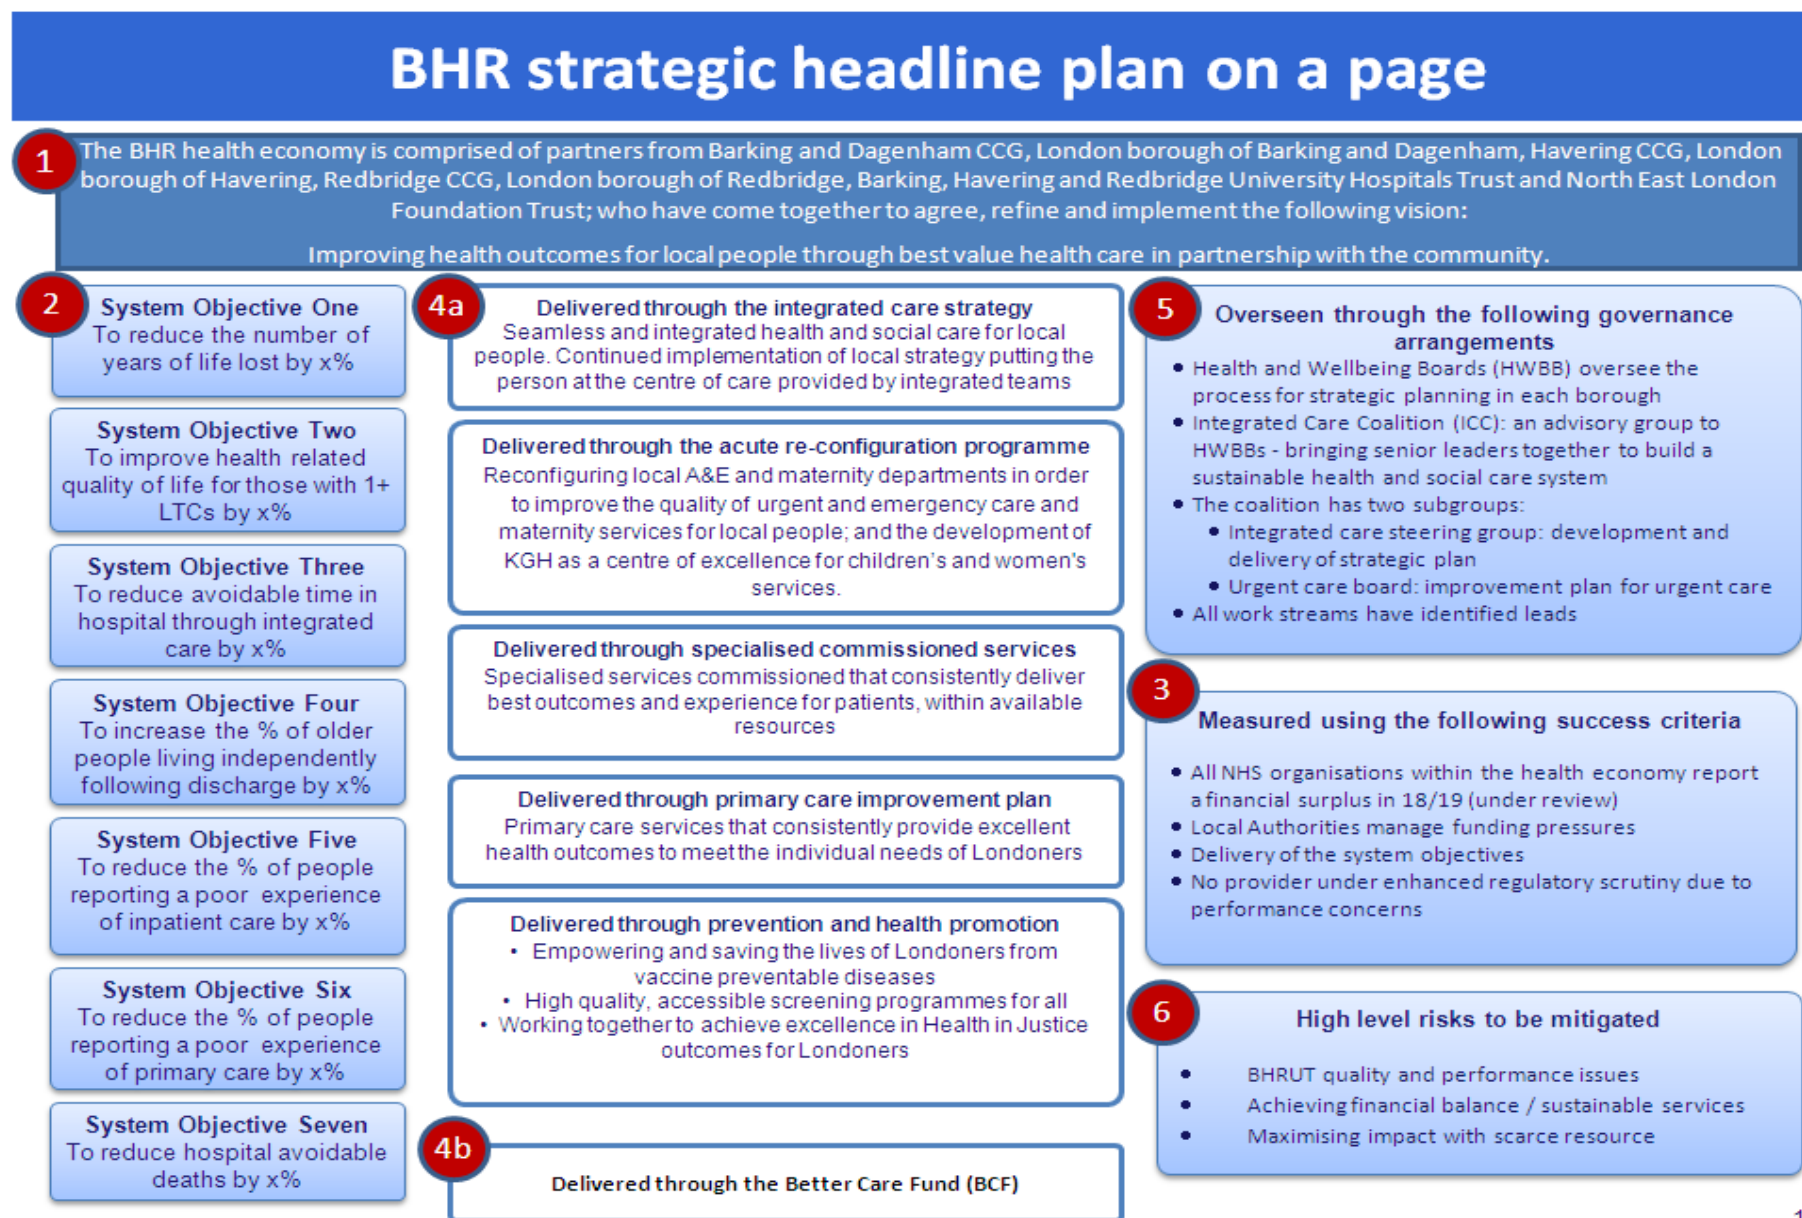 BHR strategic headline plan on a page
1
The BHR health economy is comprised of partners from Barking and Dagenham CCG, London borough of Barking and Dagenham, Havering CCG, London
borough of Havering, Redbridge CCG, London borough of Redbridge, Barking, Havering and Redbridge University Hospitals Trust and North East London
Foundation Trust; who have come together to agree, refine and implement the following vision:
Improving health outcomes for local people through best value health care in partnership with the community.
2
System Objective One
To reduce the number of
years of life lost by x%
System Objective Two
To improve health related
quality of life for those with 1+
LTCs by x%
System Objective Three
To reduce avoidable time in
hospital through integrated
care by x%
System Objective Four
To increase the % of older
people living independently
following discharge by x%
System Objective Five
To reduce the % of people
reporting a poor experience
of inpatient care by x%
System Objective Six
To reduce the % of people
reporting a poor experience
of primary care by x%
System Objective Seven
To reduce hospital avoidable
deaths by x%
4a
Delivered through the integrated care strategy
Seamless and integrated health and social care for local
people. Continued implementation of local strategy putting the
person at the centre of care provided by integrated teams
Delivered through the acute re-configuration programme
Reconfiguring local A&E and maternity departments in order
to improve the quality of urgent and emergency care and
maternity services for local people; and the development of
KGH as a centre of excellence for children's and women's
services.
Delivered through specialised commissioned services
Specialised services commissioned that consistently deliver
best outcomes and experience for patients, within available
resources
Delivered through primary care improvement plan
Primary care services that consistently provide excellent
health outcomes to meet the individual needs of Londoners
Delivered through prevention and health promotion
• Empowering and saving the lives of Londoners from
vaccine preventable diseases
• High quality, accessible screening programmes for all
• Working together to achieve excellence in Health in Justice
outcomes for Londoners
4b
Delivered through the Better Care Fund (BCF)
5
Overseen through the following governance
arrangements
• Health and Wellbeing Boards (HWBB) oversee the
process for strategic planning in each borough
• Integrated Care Coalition (ICC): an advisory group to
HWBBs - bringing senior leaders together to build a
sustainable health and social care system
• The coalition has two subgroups:
• Integrated care steering group: development and
delivery of strategic plan
• Urgent care board: improvement plan for urgent care
• All work streams have identified leads
3
Measured using the following success criteria
• All NHS organisations within the health economy report
a financial surplus in 18/19 (under review)
• Local Authorities manage funding pressures
• Delivery of the system objectives
• No provider under enhanced regulatory scrutiny due to
performance concerns
6
High level risks to be mitigated
• BHRUT quality and performance issues
• Achieving financial balance / sustainable services
• Maximising impact with scarce resource
1